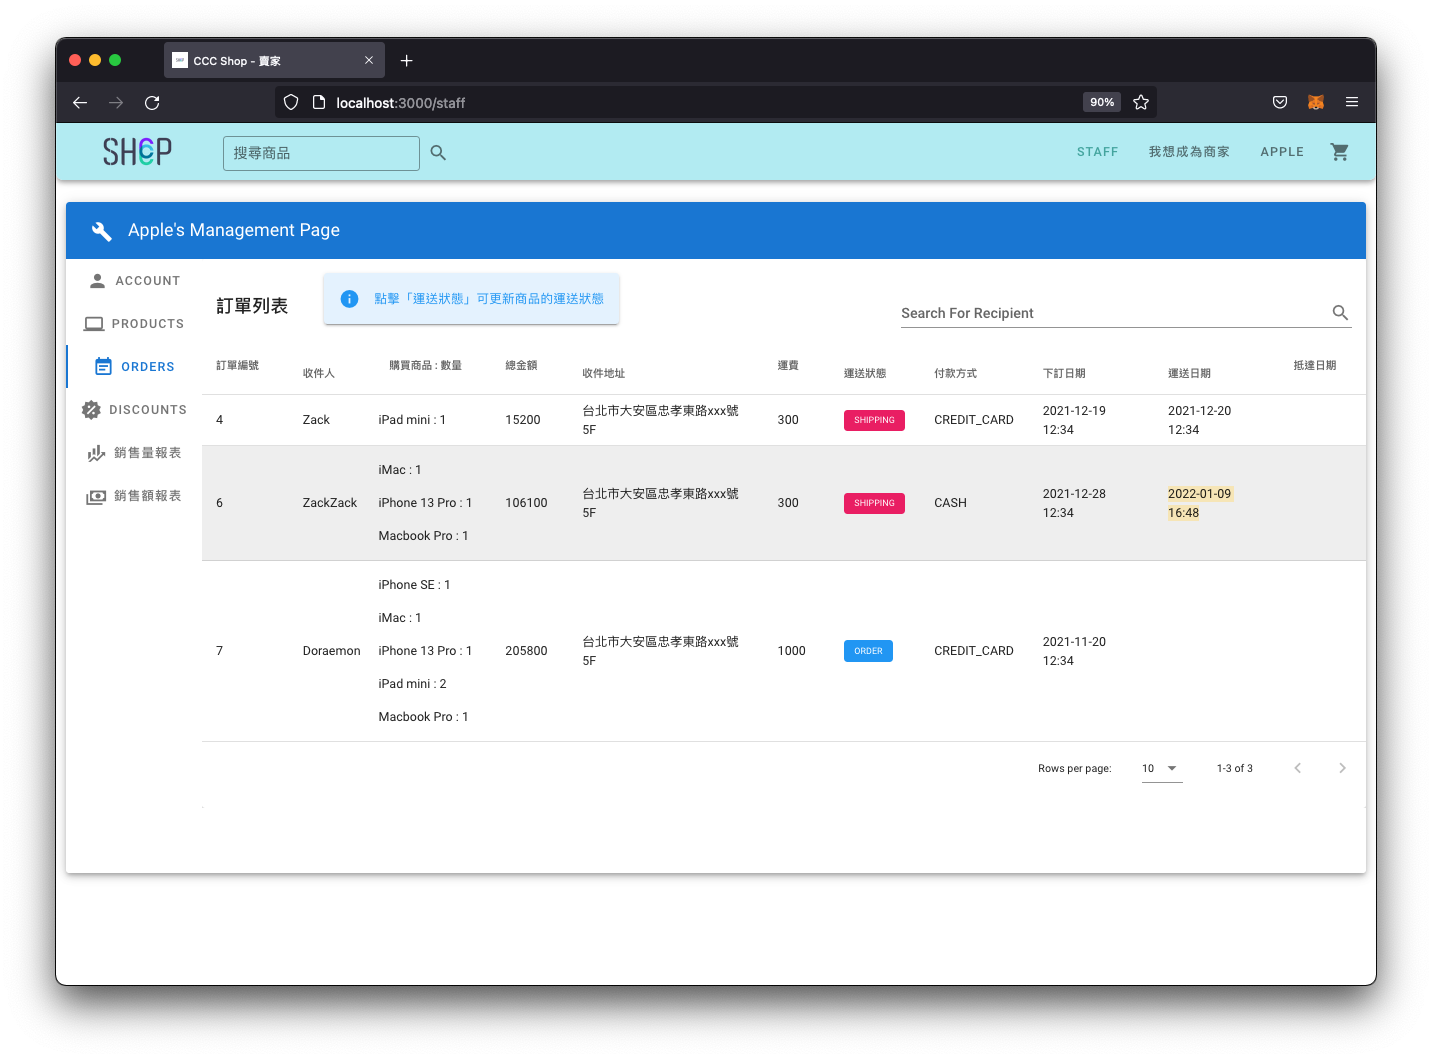 CCC Shop - 賣家
localhost:3000/staff
90%
SHCP
搜尋商品
STAFF
我想成為商家
APPLE
Apple's Management Page
ACCOUNT
PRODUCTS
ORDERS
DISCOUNTS
銷售量報表
銷售額報表
訂單列表
點擊「運送狀態」可更新商品的運送狀態
Search For Recipient
訂單編號 收件人 購買商品 : 數量 總金額 收件地址 運費 運送狀態 付款方式 下訂日期 運送日期 抵達日期
4 Zack iPad mini : 1 15200 台北市大安區忠孝東路xxx號 300 SHIPPING CREDIT_CARD 2021-12-19 2021-12-20
5F 12:34 12:34
iMac : 1
6 ZackZack iPhone 13 Pro : 1 106100 台北市大安區忠孝東路xxx號 300 SHIPPING CASH 2021-12-28 2022-01-09
5F 12:34 16:48
Macbook Pro : 1
iPhone SE : 1
iMac : 1
7 Doraemon iPhone 13 Pro : 1 205800 台北市大安區忠孝東路xxx號 1000 ORDER CREDIT_CARD 2021-11-20
5F 12:34
iPad mini : 2
Macbook Pro : 1
Rows per page: 10 1-3 of 3